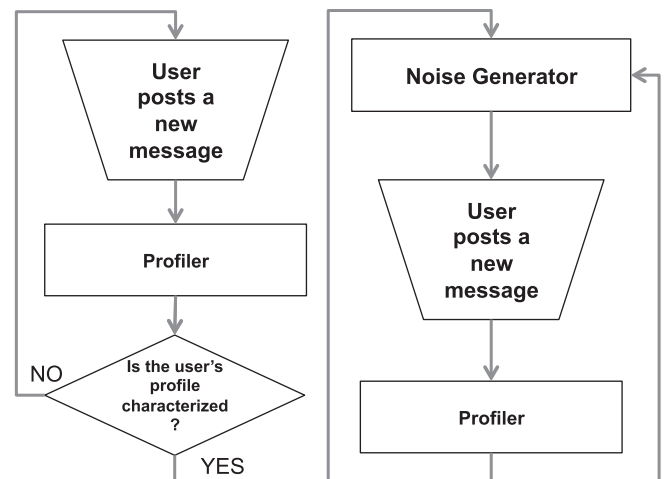 User
posts a
new
message
Profiler
Is the user's
profile
characterized
?
NO
YES
Noise Generator
User
posts a
new
message
Profiler